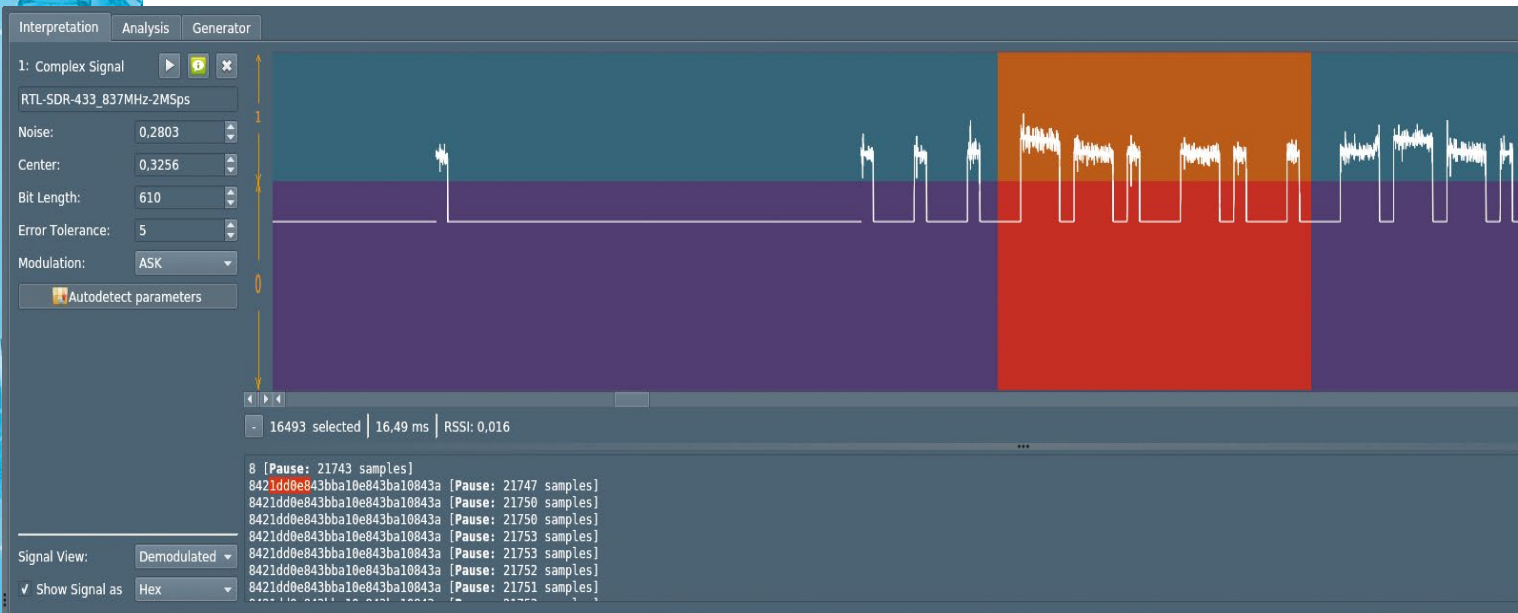 Interpretation Analysis Generator
1: Complex Signal
RTL-SDR-433_837MHz-2MSps
Noise: 0,2803
Center: 0,3256
Bit Length: 610
Error Tolerance: 5
Modulation: ASK
Autodetect parameters
1
0
- 16493 selected | 16,49 ms | RSSI: 0,016
8 [Pause: 21743 samples]
8421dd0e843bba10e843ba10843a [Pause: 21747 samples]
8421dd0e843bba10e843ba10843a [Pause: 21750 samples]
8421dd0e843bba10e843ba10843a [Pause: 21750 samples]
8421dd0e843bba10e843ba10843a [Pause: 21753 samples]
8421dd0e843bba10e843ba10843a [Pause: 21753 samples]
8421dd0e843bba10e843ba10843a [Pause: 21752 samples]
8421dd0e843bba10e843ba10843a [Pause: 21751 samples]
Signal View: Demodulated
Show Signal as Hex